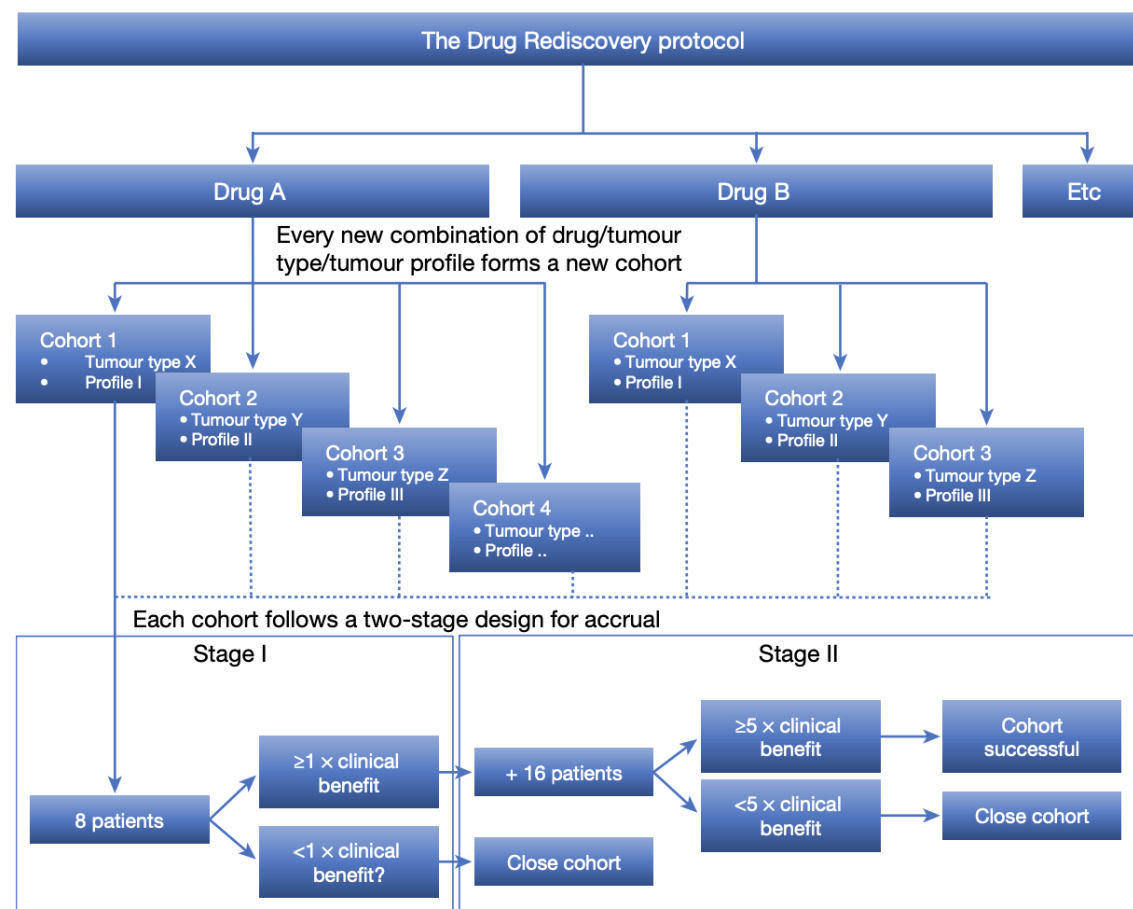 The Drug Rediscovery protocol
Drug A
Drug B
Etc
Every new combination of drug/tumour
type/tumour profile forms a new cohort
Cohort 1
• Tumour type X
• Profile I
Cohort 2
• Tumour type Y
• Profile II
Cohort 3
• Tumour type Z
• Profile III
Cohort 4
• Tumour type ..
• Profile ..
Cohort 1
• Tumour type X
• Profile I
Cohort 2
• Tumour type Y
• Profile II
Cohort 3
• Tumour type Z
• Profile III
Each cohort follows a two-stage design for accrual
Stage I
8 patients
≥1 × clinical
benefit
<1 × clinical
benefit?
Stage II
+ 16 patients
Close cohort
≥5 × clinical
benefit
<5 × clinical
benefit
Cohort
successful
Close cohort